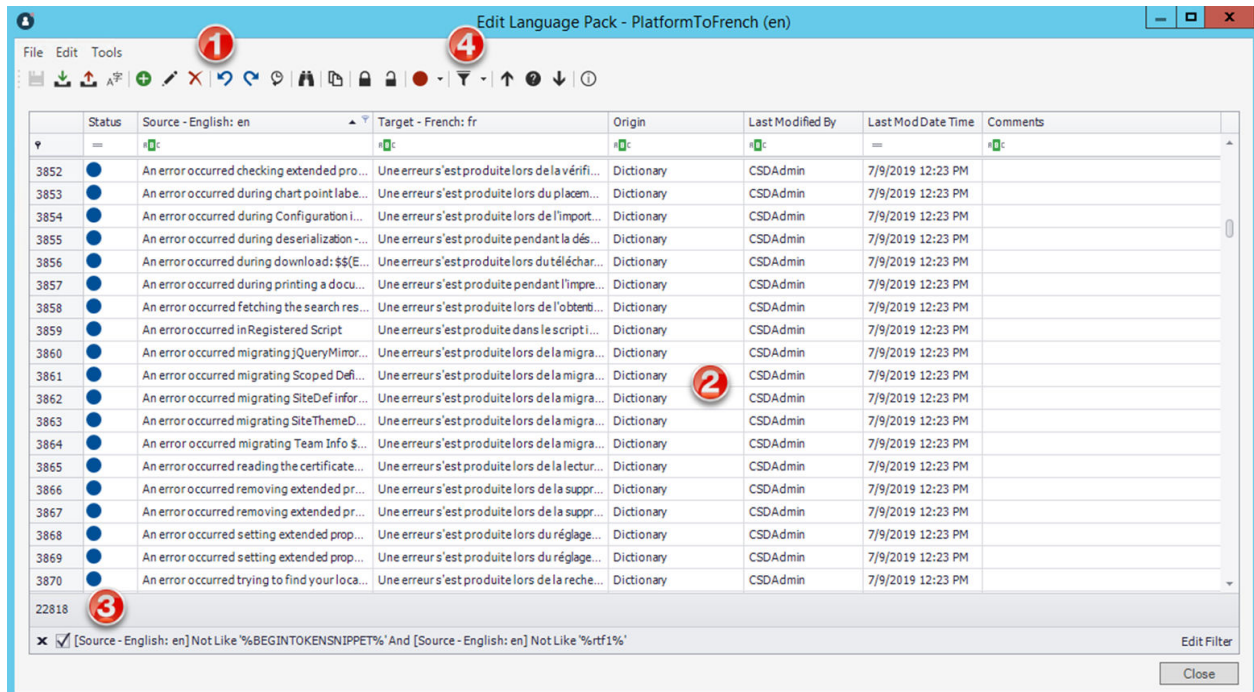 Edit Language Pack - PlatformToFrench (en)
1
4
File Edit Tools
Status Source - English: en Target - French: fr Origin Last Modified By Last Mod Date Time Comments
3852 An error occurred checking extended pro... Une erreur s'est produite lors de la vérifi... Dictionary CSDAdmin 7/9/2019 12:23 PM
3853 An error occurred during chart point labe... Une erreur s'est produite lors du placem... Dictionary CSDAdmin 7/9/2019 12:23 PM
3854 An error occurred during Configuration i... Une erreur s'est produite lors de l'import... Dictionary CSDAdmin 7/9/2019 12:23 PM
3855 An error occurred during deserialization -... Une erreur s'est produite pendant la dés... Dictionary CSDAdmin 7/9/2019 12:23 PM
3856 An error occurred during download: $$(E... Une erreur s'est produite lors du téléchar... Dictionary CSDAdmin 7/9/2019 12:23 PM
3857 An error occurred during printing a docu... Une erreur s'est produite pendant l'impre... Dictionary CSDAdmin 7/9/2019 12:23 PM
3858 An error occurred fetching the search res... Une erreur s'est produite lors de l'obtenti... Dictionary CSDAdmin 7/9/2019 12:23 PM
3859 An error occurred in Registered Script Une erreur s'est produite dans le script i... Dictionary CSDAdmin 7/9/2019 12:23 PM
3860 An error occurred migrating jQueryMirror... Une erreur s'est produite lors de la migra... Dictionary CSDAdmin 7/9/2019 12:23 PM
3861 An error occurred migrating Scoped Defi... Une erreur s'est produite lors de la migra... Dictionary CSDAdmin 7/9/2019 12:23 PM
2
3862 An error occurred migrating SiteDef infor... Une erreur s'est produite lors de la migra... Dictionary CSDAdmin 7/9/2019 12:23 PM
3863 An error occurred migrating SiteThemeD... Une erreur s'est produite lors de la migra... Dictionary CSDAdmin 7/9/2019 12:23 PM
3864 An error occurred migrating Team Info $... Une erreur s'est produite lors de la migra... Dictionary CSDAdmin 7/9/2019 12:23 PM
3865 An error occurred reading the certificate... Une erreur s'est produite lors de la lectur... Dictionary CSDAdmin 7/9/2019 12:23 PM
3866 An error occurred removing extended pr... Une erreur s'est produite lors de la suppr... Dictionary CSDAdmin 7/9/2019 12:23 PM
3867 An error occurred removing extended pr... Une erreur s'est produite lors de la suppr... Dictionary CSDAdmin 7/9/2019 12:23 PM
3868 An error occurred setting extended prop... Une erreur s'est produite lors du réglage... Dictionary CSDAdmin 7/9/2019 12:23 PM
3869 An error occurred setting extended prop... Une erreur s'est produite lors du réglage... Dictionary CSDAdmin 7/9/2019 12:23 PM
3870 An error occurred trying to find your loca... Une erreur s'est produite lors de la reche... Dictionary CSDAdmin 7/9/2019 12:23 PM
22818
3
[Source - English: en] Not Like '%BEGINTOKENSNIPPET%' And [Source - English: en] Not Like '%rtf1%' Edit Filter
Close